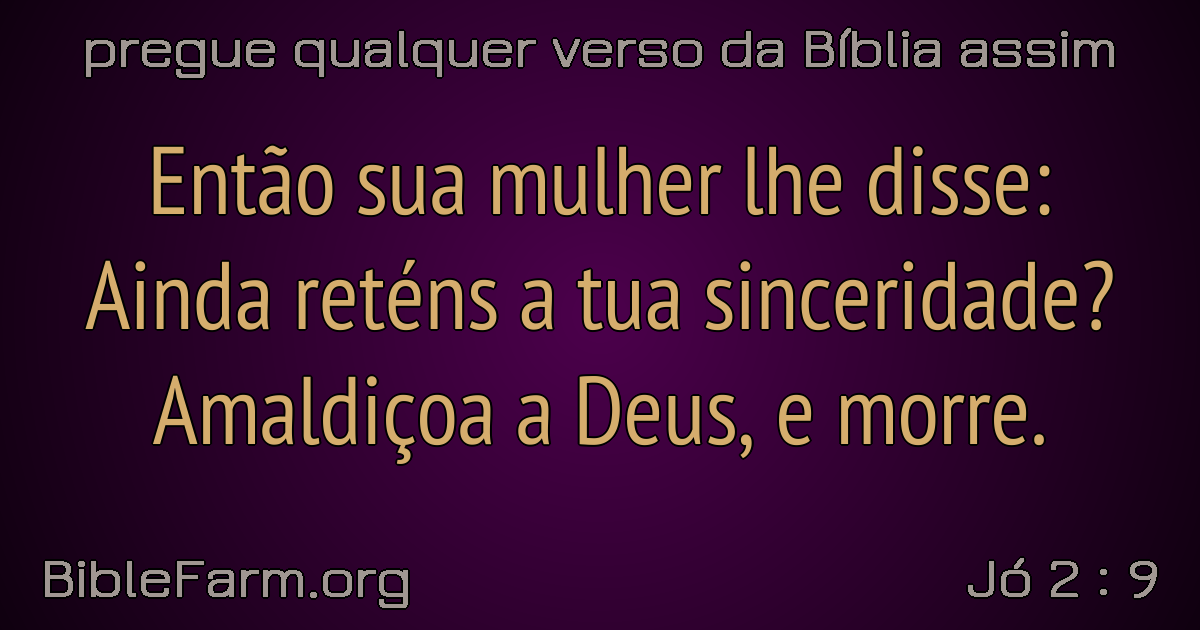 pregue qualquer verso da Bíblia assim
Então sua mulher lhe disse:
Ainda reténs a tua sinceridade?
Amaldiçoa a Deus, e morre.
BibleFarm.org
Jó 2 : 9